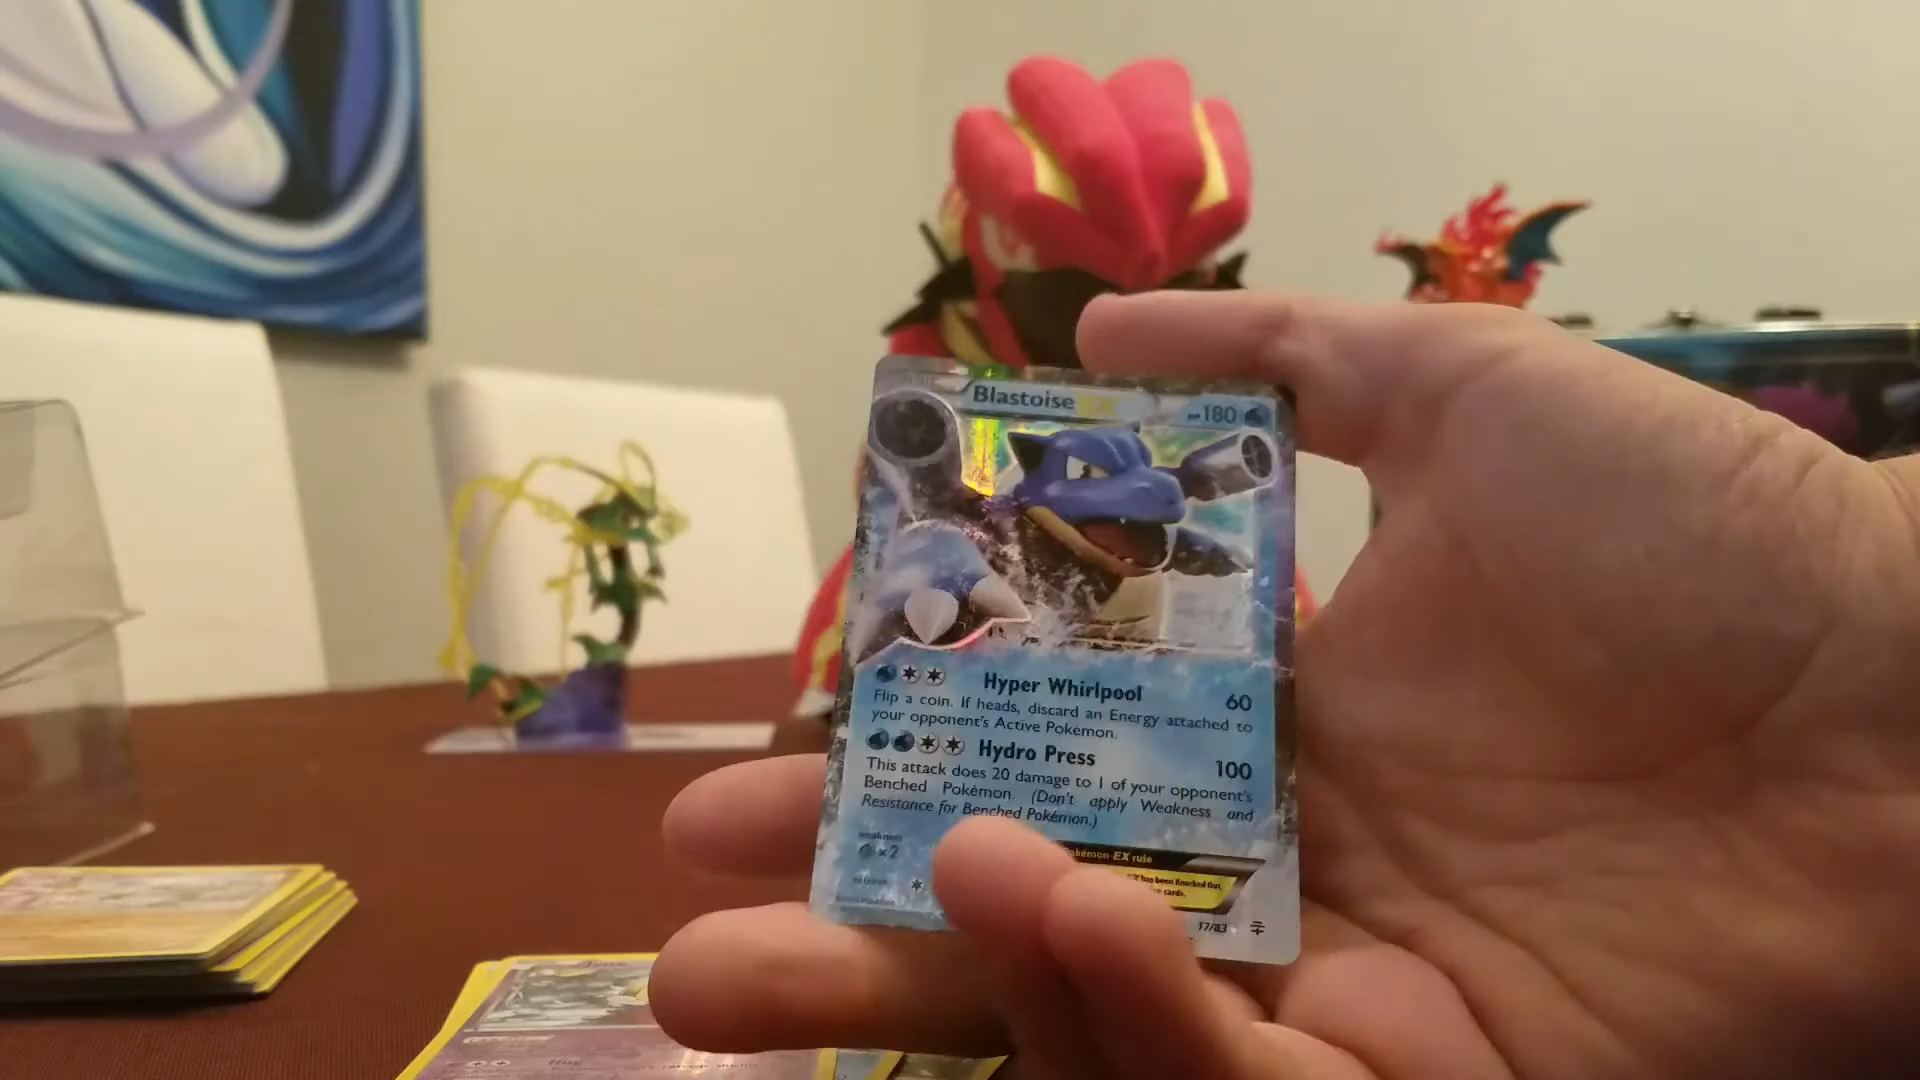 Blastoise EX
HP180
Hyper Whirlpool 60
Flip a coin. If heads, discard an Energy attached to
your opponent's Active Pokémon.
Hydro Press 100
This attack does 20 damage to 1 of your opponent's
Benched Pokémon. (Don't apply Weakness and
Resistance for Benched Pokémon.)
weakness
×2
Pokémon-EX rule
has been Knocked Out,
cards.
17/83
Hug